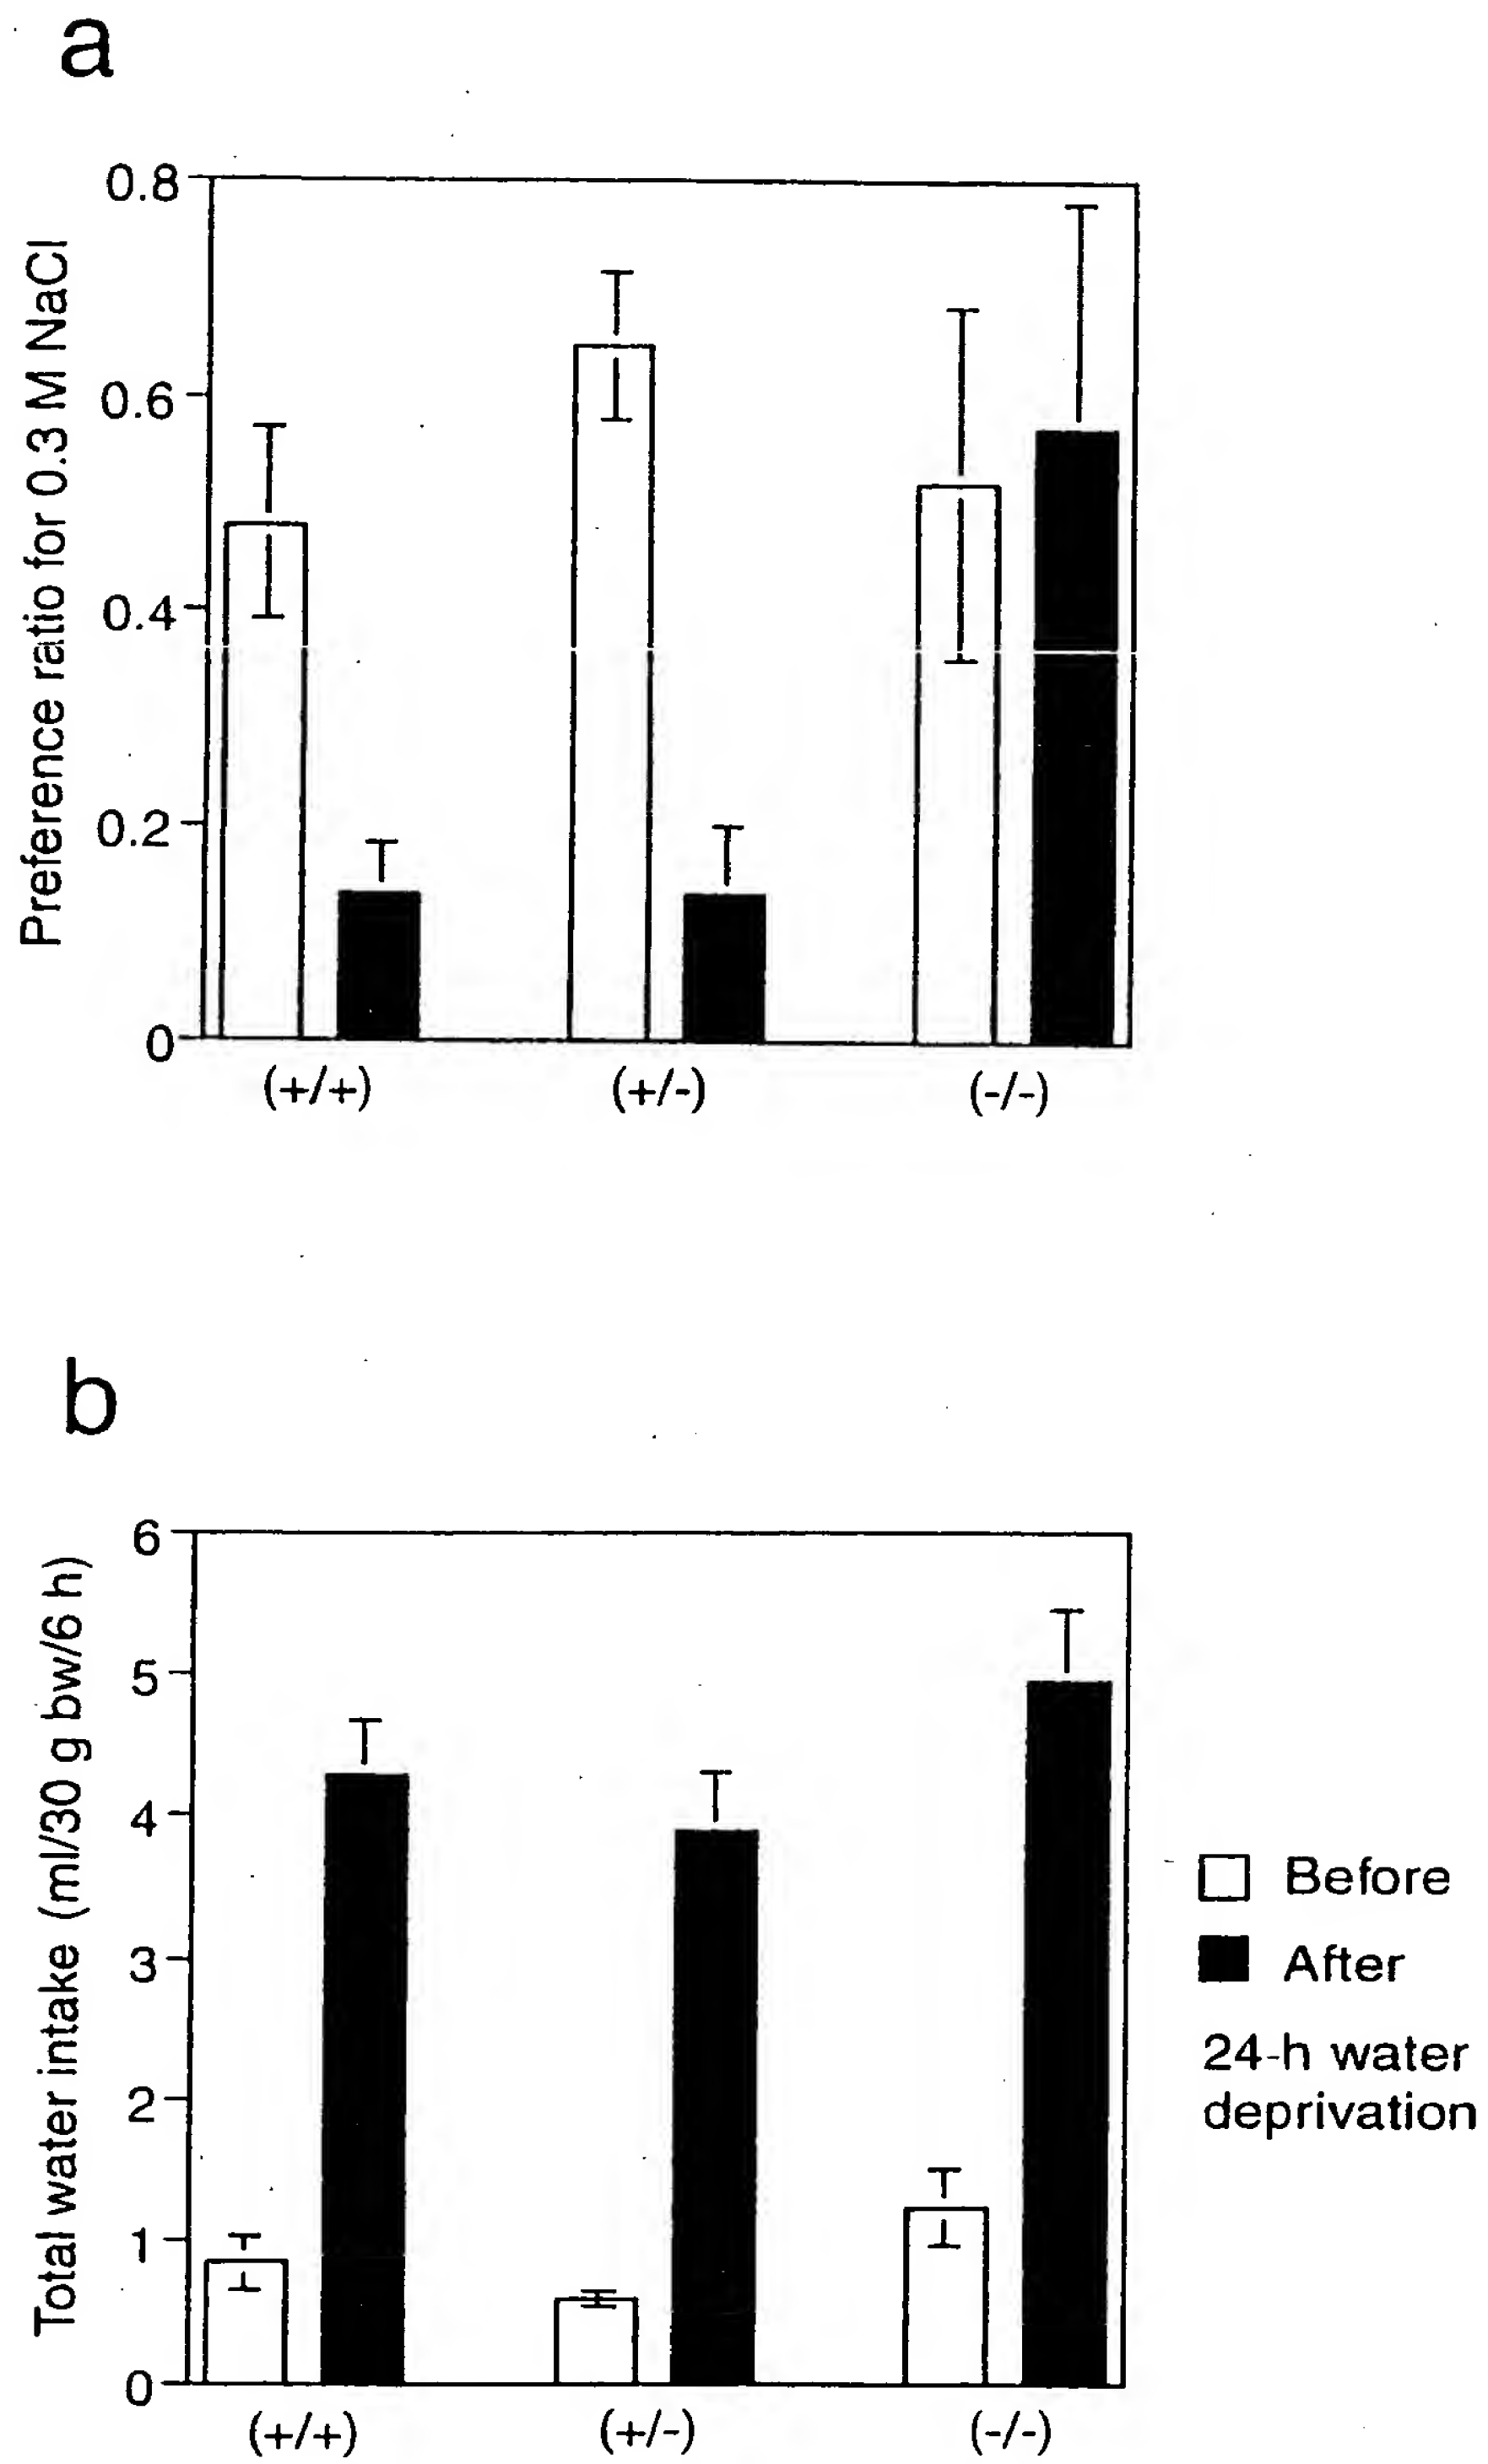 a
Preference ratio for 0.3 M NaCl
0.8
0.6
0.4
0.2
0
(+/+)
(+/-)
(-/-)
b
Total water intake (ml/30 g bw/6 h)
6
5
4
3
2
1
0
(+/+)
(+/-)
(-/-)
Before
After
24-h water
deprivation